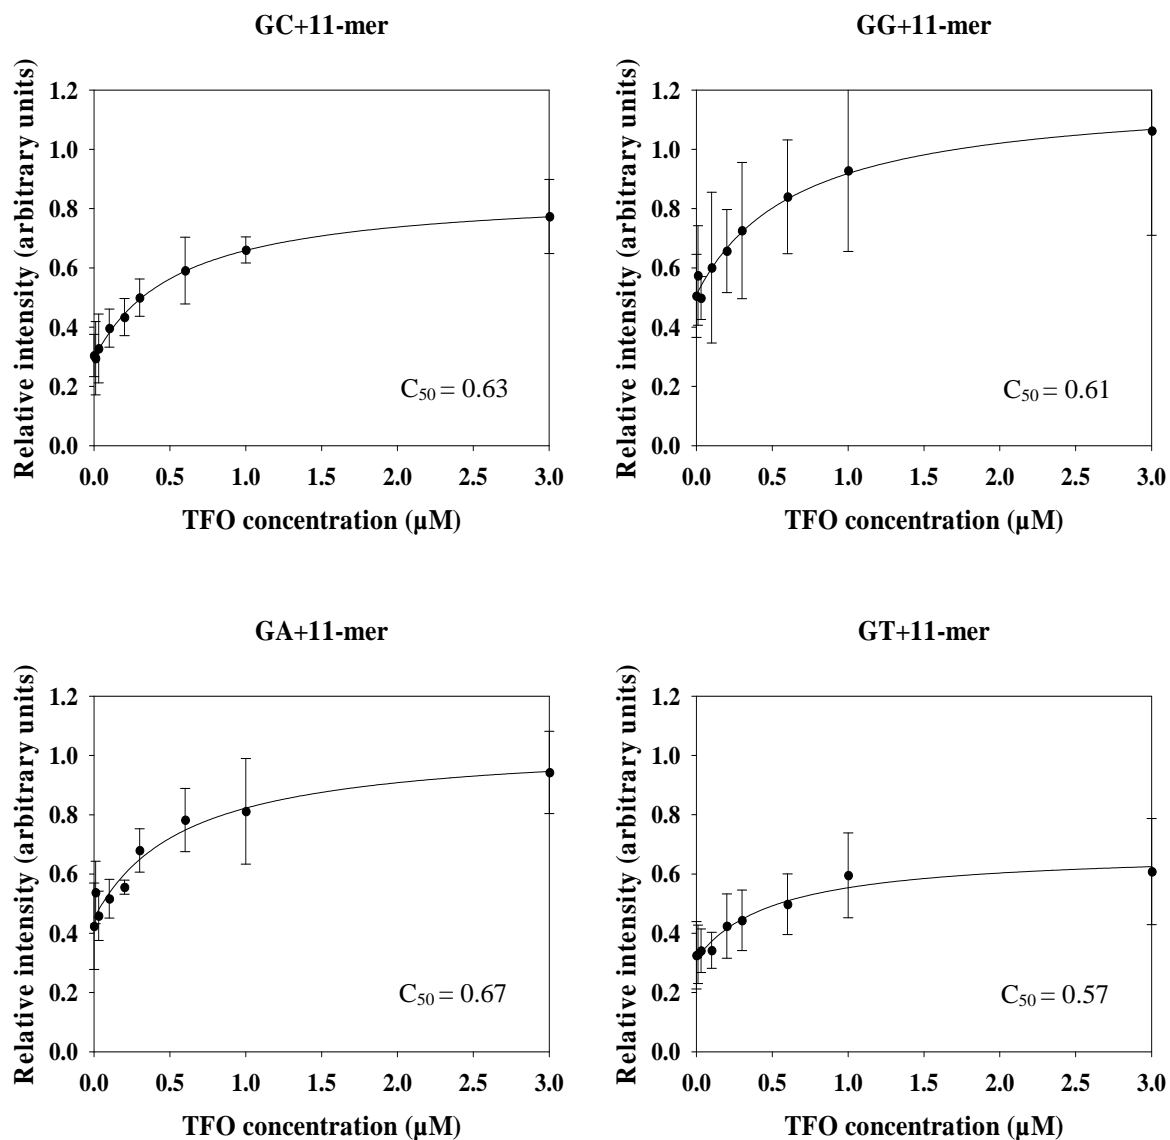 GC+11-mer
Relative intensity (arbitrary units)
1.2
1.0
0.8
0.6
0.4
0.2
0.0
C50 = 0.63
0.0 0.5 1.0 1.5 2.0 2.5 3.0
TFO concentration (µM)
GG+11-mer
Relative intensity (arbitrary units)
1.2
1.0
0.8
0.6
0.4
0.2
0.0
C50 = 0.61
0.0 0.5 1.0 1.5 2.0 2.5 3.0
TFO concentration (µM)
GA+11-mer
Relative intensity (arbitrary units)
1.2
1.0
0.8
0.6
0.4
0.2
0.0
C50 = 0.67
0.0 0.5 1.0 1.5 2.0 2.5 3.0
TFO concentration (µM)
GT+11-mer
Relative intensity (arbitrary units)
1.2
1.0
0.8
0.6
0.4
0.2
0.0
C50 = 0.57
0.0 0.5 1.0 1.5 2.0 2.5 3.0
TFO concentration (µM)